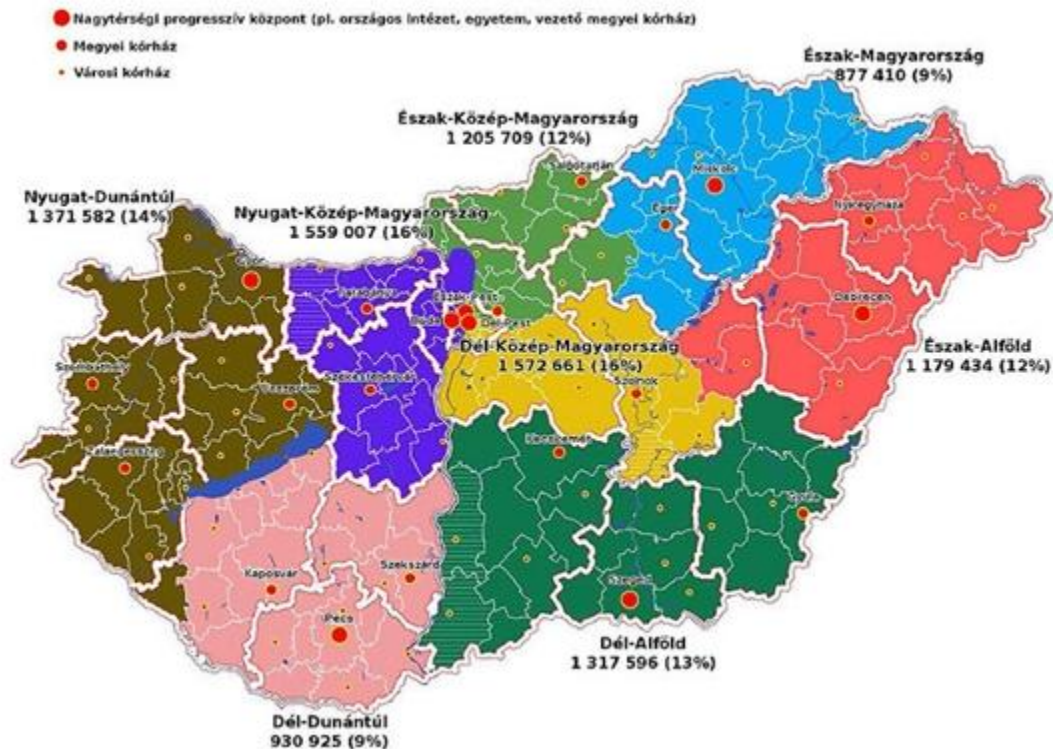 Nagytérségi progresszív központ (pl. országos intézet, egyetem, vezető megyei kórház)
Megyei kórház
Városi kórház
Észak-Magyarország
877 410 (9%)
Észak-Közép-Magyarország
1 205 709 (12%)
Nyugat-Dunántúl
1 371 582 (14%)
Nyugat-Közép-Magyarország
1 559 007 (16%)
Salgótarján
Miskolc
Eger
Nyíregyháza
Győr
Tatabánya
Észak-Pest
Buda
Dél-Pest
Debrecen
Dél-Közép-Magyarország
1 572 661 (16%)
Észak-Alföld
1 179 434 (12%)
Szombathely
Veszprém
Székesfehérvár
Szolnok
Kecskemét
Zalaegerszeg
Gyula
Kaposvár
Szekszárd
Szeged
Pécs
Dél-Alföld
1 317 596 (13%)
Dél-Dunántúl
930 925 (9%)